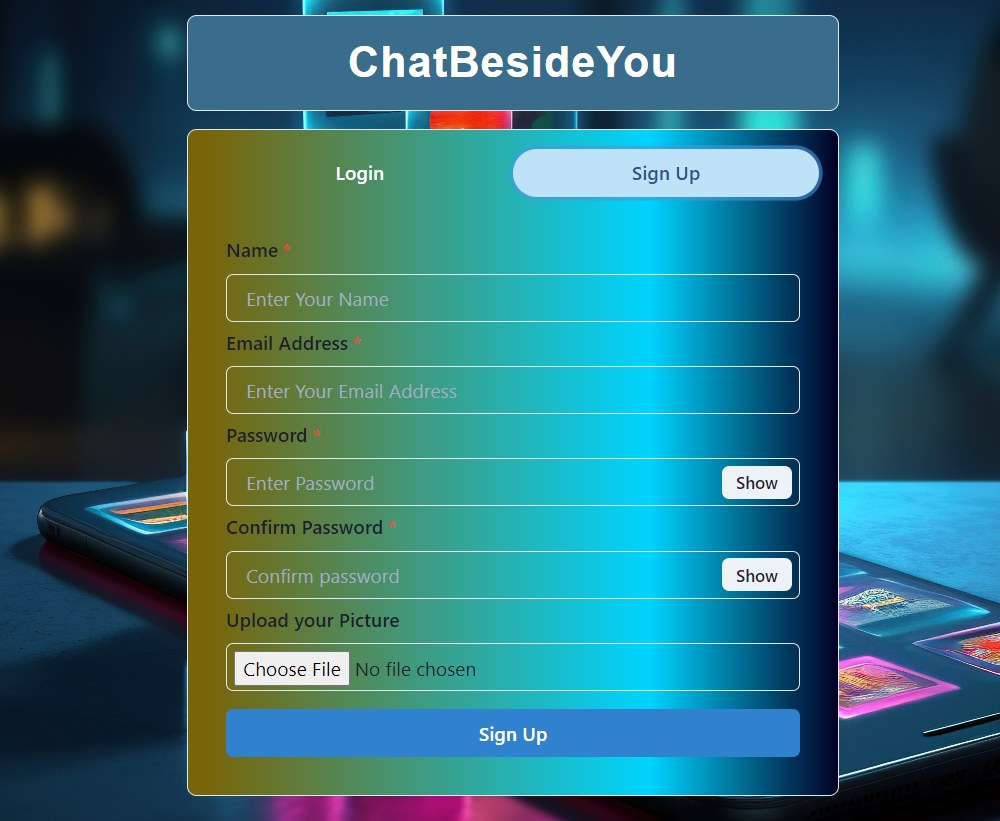 ChatBesideYou
Login
Sign Up
Name *
Enter Your Name
Email Address *
Enter Your Email Address
Password *
Enter Password
Show
Confirm Password *
Confirm password
Show
Upload your Picture
Choose File No file chosen
Sign Up